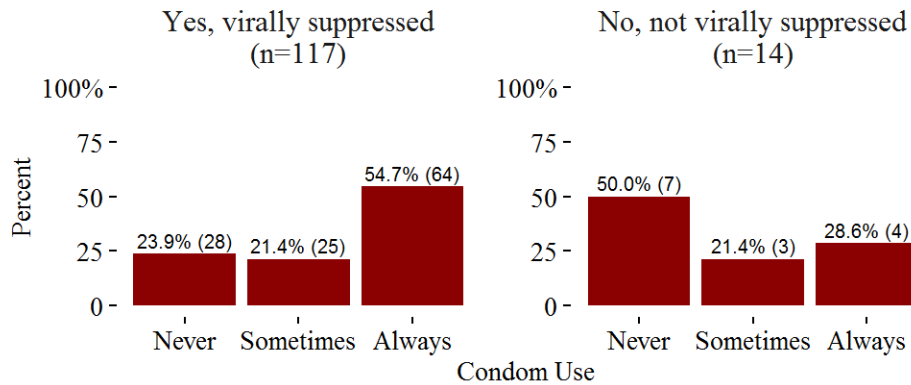 Yes, virally suppressed
(n=117)
No, not virally suppressed
(n=14)
Percent
100%
75
50
25
0
23.9% (28)
21.4% (25)
54.7% (64)
Never
Sometimes
Always
100%
75
50
25
0
50.0% (7)
21.4% (3)
28.6% (4)
Never
Sometimes
Always
Condom Use